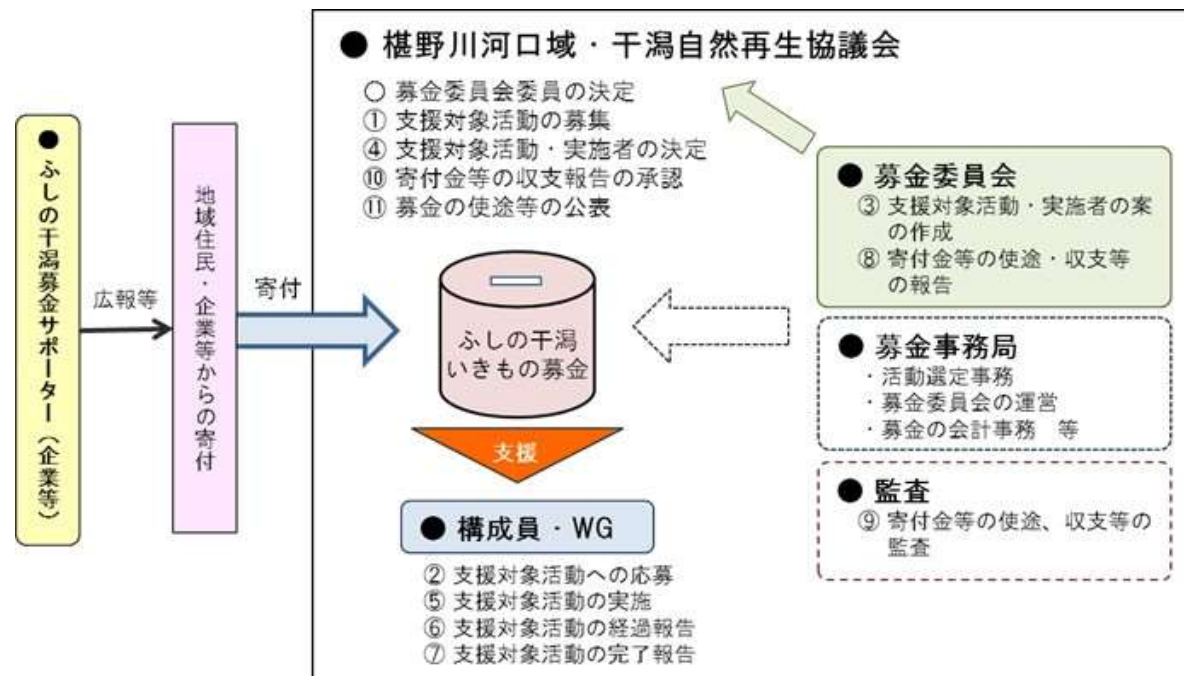 ● ふしの干潟募金サポーター（企業等）
広報等
地域住民・企業等からの寄付
寄付
● 椹野川河口域・干潟自然再生協議会
○ 募金委員会委員の決定
① 支援対象活動の募集
④ 支援対象活動・実施者の決定
⑩ 寄付金等の収支報告の承認
⑪ 募金の使途等の公表
ふしの干潟
いきもの募金
支援
● 構成員・WG
② 支援対象活動への応募
⑤ 支援対象活動の実施
⑥ 支援対象活動の経過報告
⑦ 支援対象活動の完了報告
● 募金委員会
③ 支援対象活動・実施者の案
の作成
⑧ 寄付金等の使途・収支等
の報告
● 募金事務局
・活動選定事務
・募金委員会の運営
・募金の会計事務　等
● 監査
⑨ 寄付金等の使途、収支等の
監査